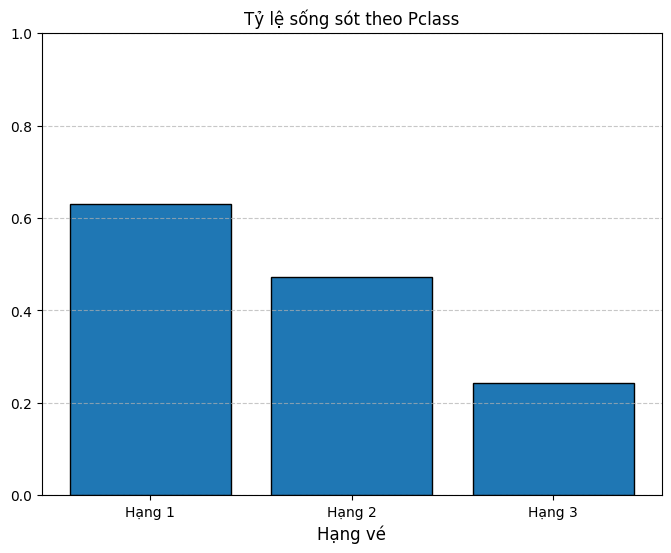 Tỷ lệ sống sót theo Pclass
1.0
0.8
0.6
0.4
0.2
0.0
Hạng 1 Hạng 2 Hạng 3
Hạng vé